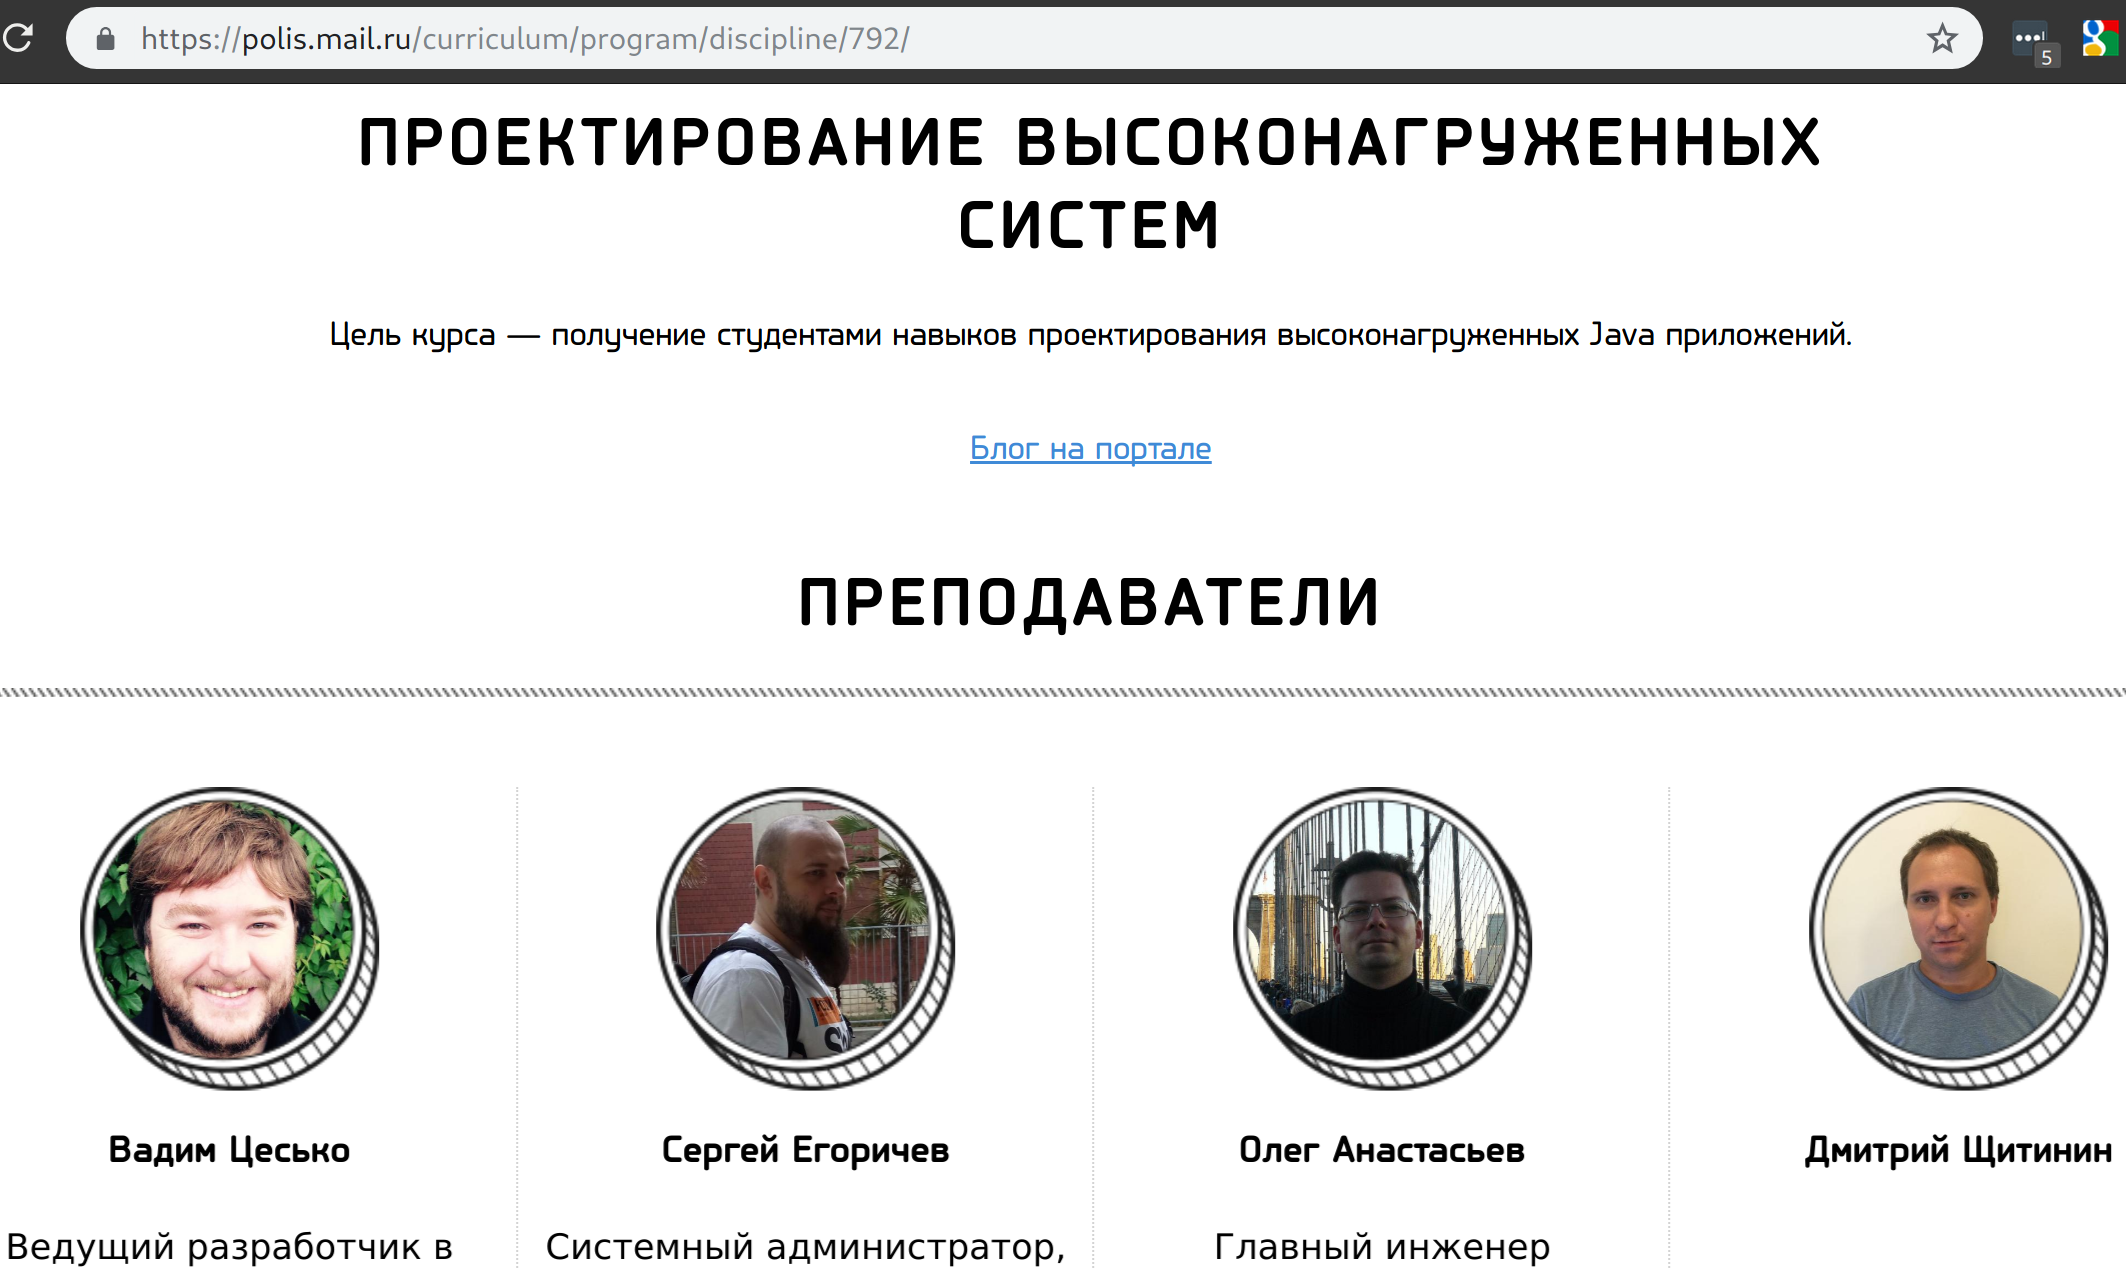 https://polis.mail.ru/curriculum/program/discipline/792/
5
ПРОЕКТИРОВАНИЕ ВЫСОКОНАГРУЖЕННЫХ
СИСТЕМ
Цель курса — получение студентами навыков проектирования высоконагруженных Java приложений.
Блог на портале
ПРЕПОДАВАТЕЛИ
Вадим Цесько
Сергей Егоричев
Олег Анастасьев
Дмитрий Щитинин
Ведущий разработчик в
Системный администратор,
Главный инженер